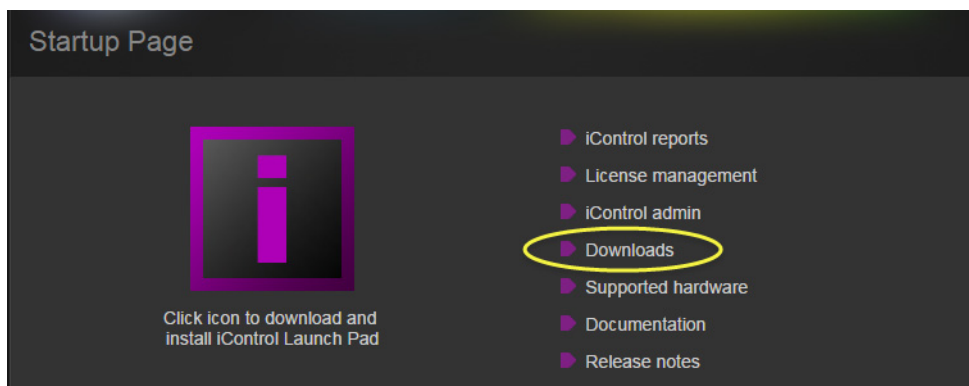 Startup Page
Click icon to download and
install iControl Launch Pad
iControl reports
License management
iControl admin
Downloads
Supported hardware
Documentation
Release notes